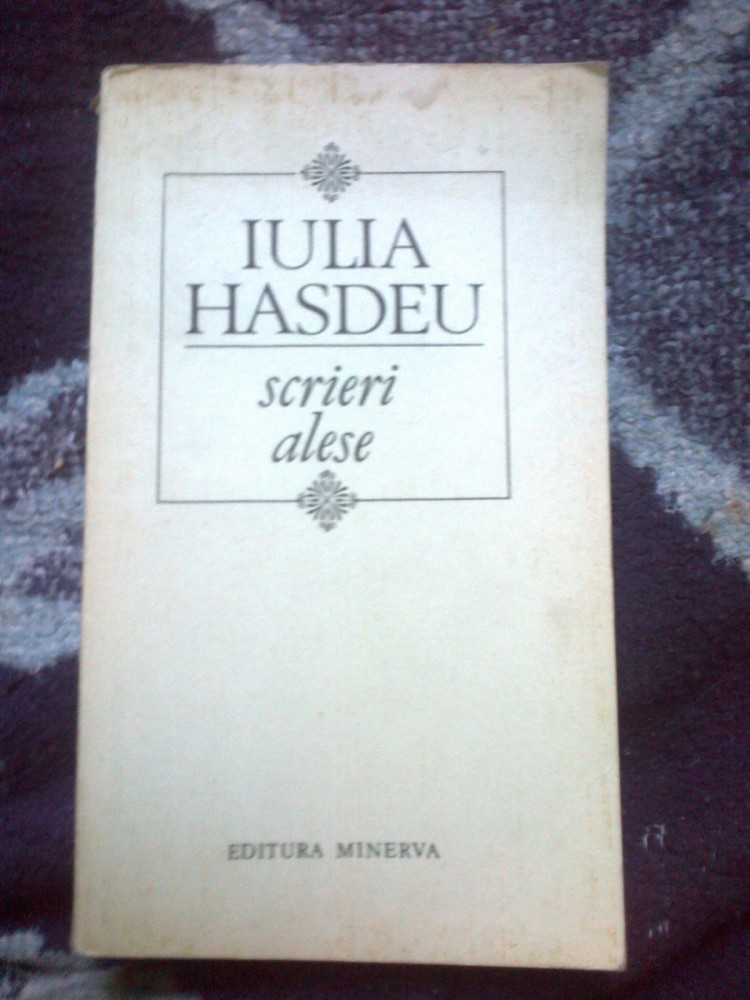 IULIA
HASDEU
scrieri
alese
EDITURA MINERVA